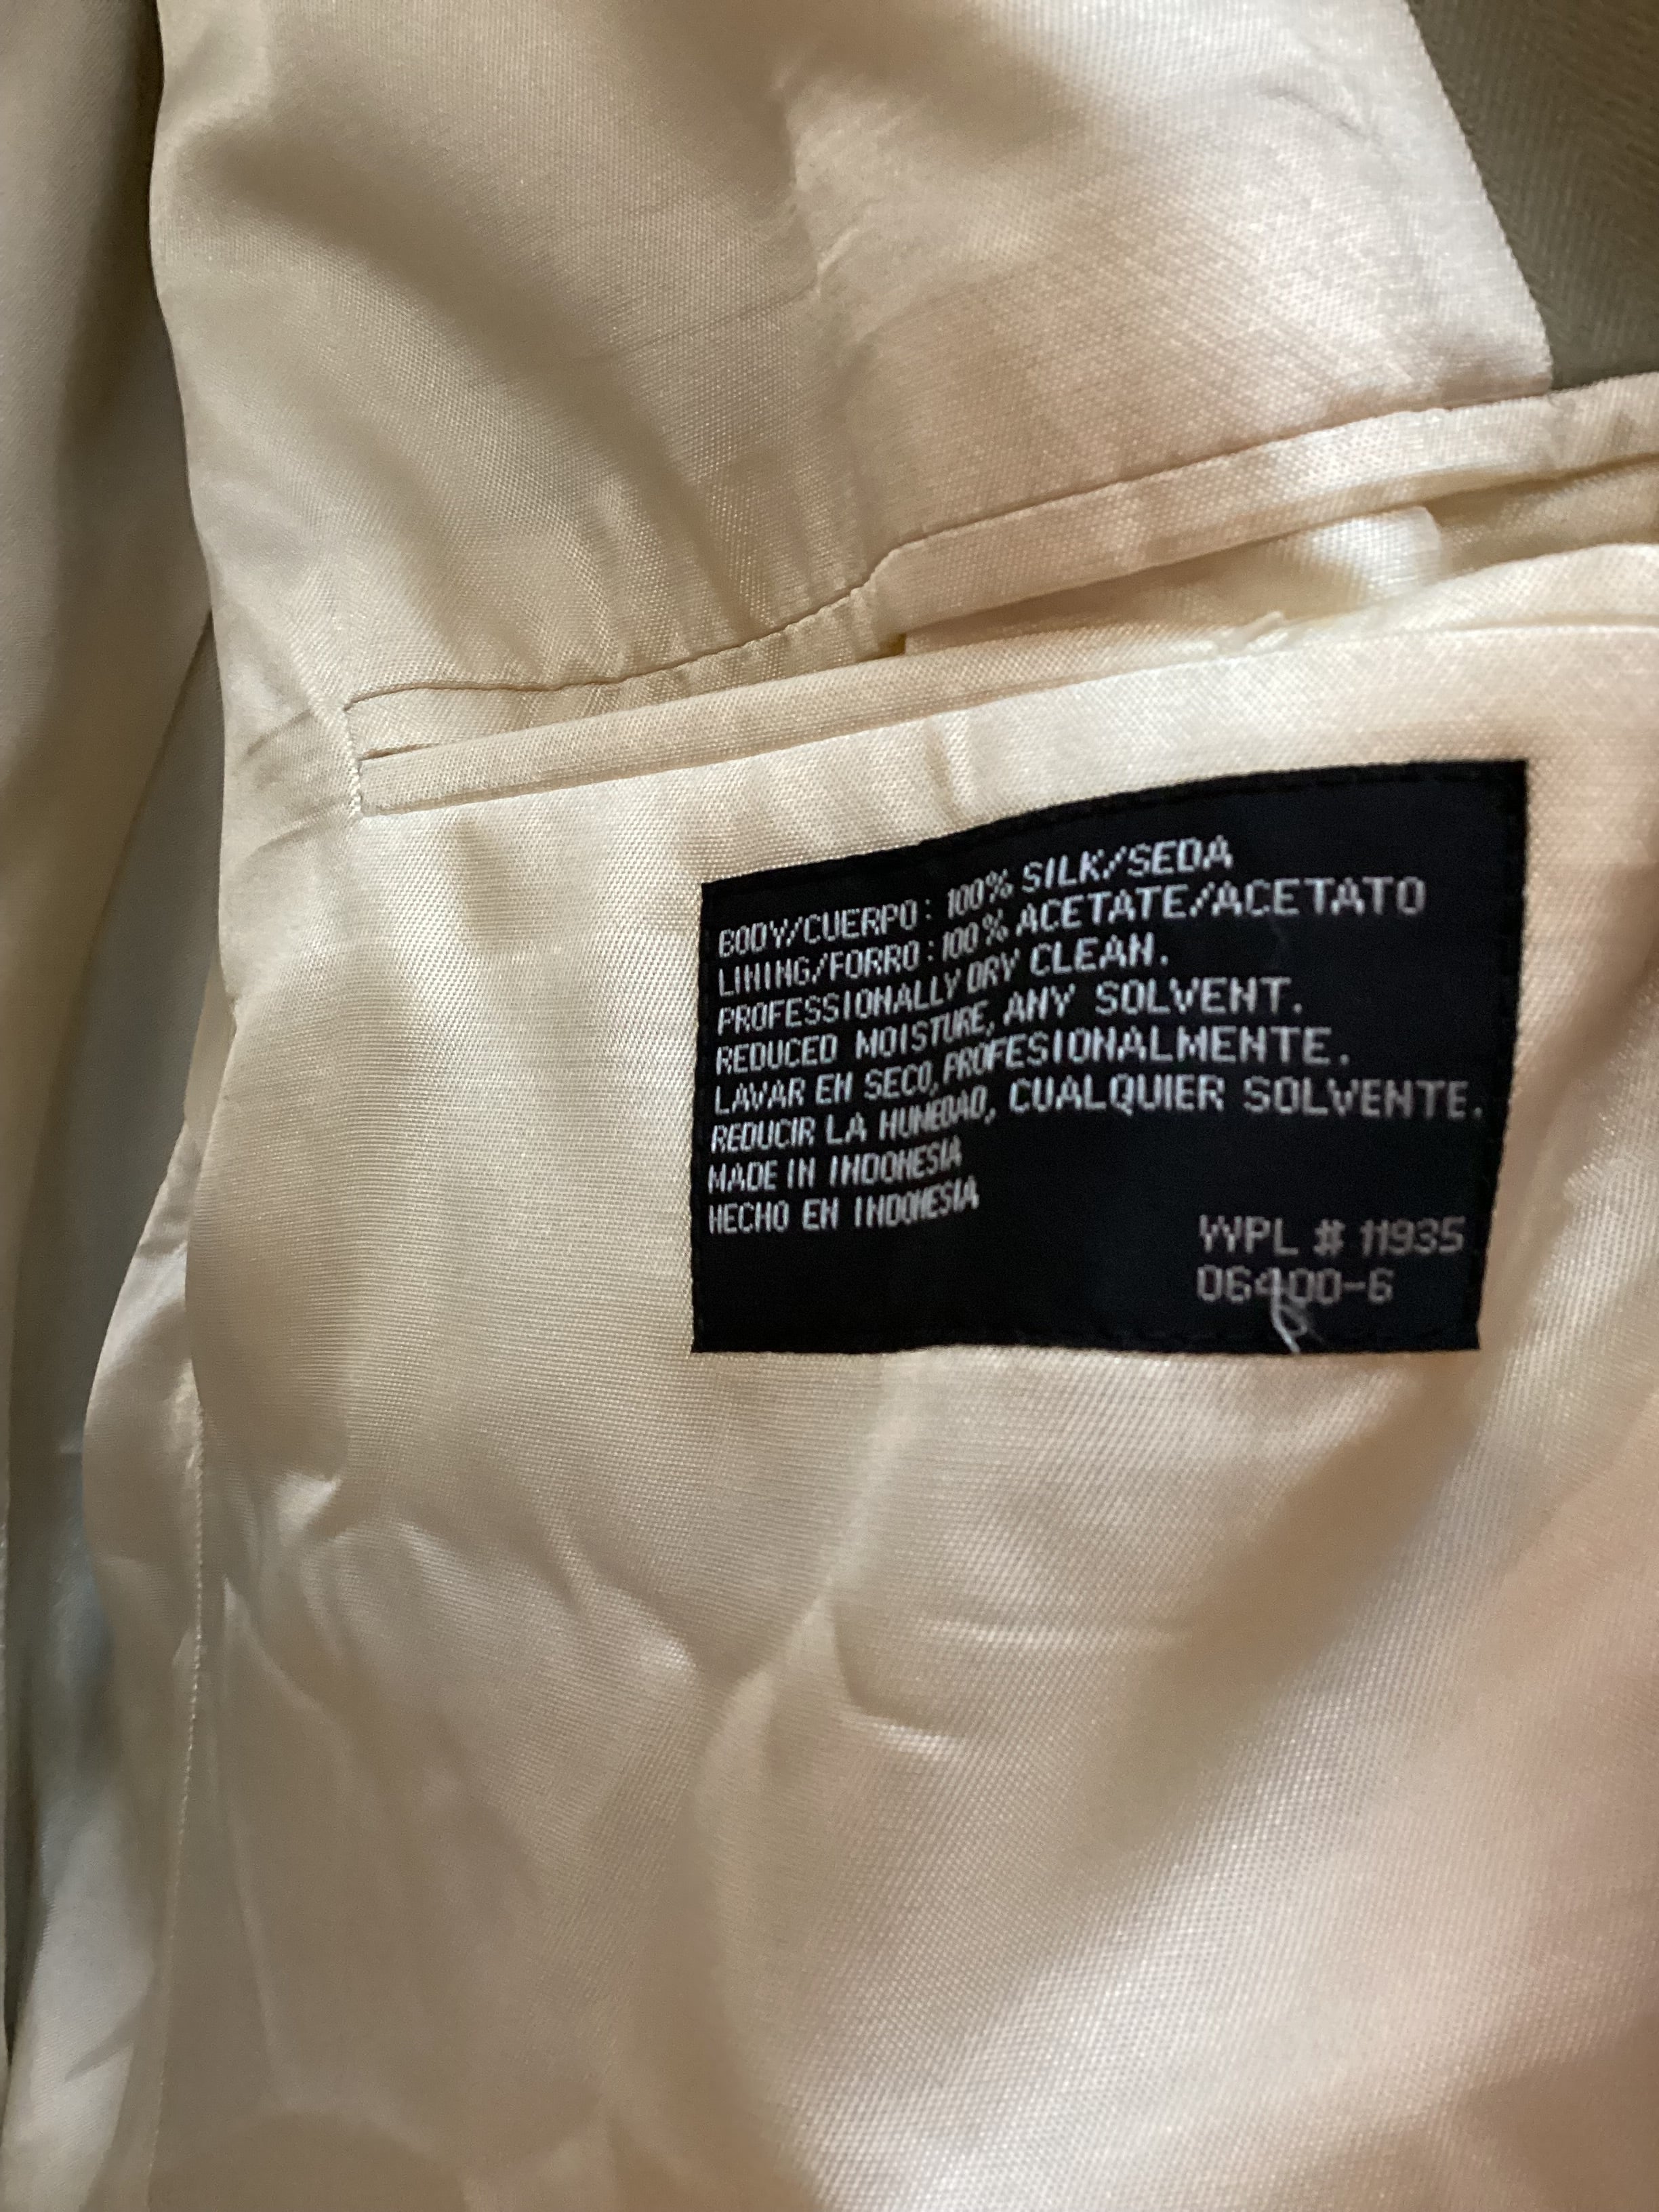 BODY/CUERPO: 100% SILK/SEDA
LINING/FORRO: 100% ACETATE/ACETATO
PROFESSIONALLY DRY CLEAN.
REDUCED MOISTURE, ANY SOLVENT.
LAVAR EN SECO, PROFESIONALMENTE.
REDUCIR LA HUMEDAD, CUALQUIER SOLVENTE.
MADE IN INDONESIA
HECHO EN INDONESIA
WPL # 11935
06400-6